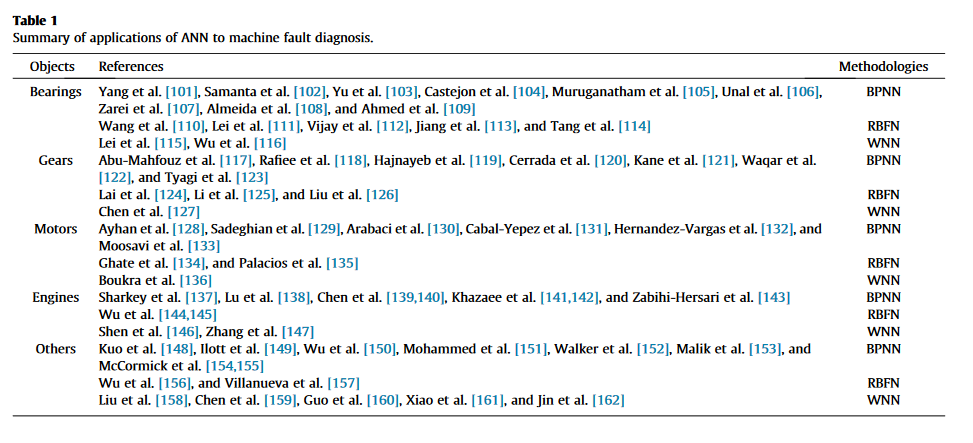 Table 1
Summary of applications of ANN to machine fault diagnosis.
Objects References Methodologies
Bearings Yang et al. [101], Samanta et al. [102], Yu et al. [103], Castejon et al. [104], Muruganatham et al. [105], Unal et al. [106], BPNN
Zarei et al. [107], Almeida et al. [108], and Ahmed et al. [109]
Wang et al. [110], Lei et al. [111], Vijay et al. [112], Jiang et al. [113], and Tang et al. [114] RBFN
Lei et al. [115], Wu et al. [116] WNN
Gears Abu-Mahfouz et al. [117], Rafiee et al. [118], Hajnayeb et al. [119], Cerrada et al. [120], Kane et al. [121], Waqar et al. BPNN
[122], and Tyagi et al. [123]
Lai et al. [124], Li et al. [125], and Liu et al. [126] RBFN
Chen et al. [127] WNN
Motors Ayhan et al. [128], Sadeghian et al. [129], Arabaci et al. [130], Cabal-Yepez et al. [131], Hernandez-Vargas et al. [132], and BPNN
Moosavi et al. [133]
Ghate et al. [134], and Palacios et al. [135] RBFN
Boukra et al. [136] WNN
Engines Sharkey et al. [137], Lu et al. [138], Chen et al. [139,140], Khazaee et al. [141,142], and Zabihi-Hersari et al. [143] BPNN
Wu et al. [144,145] RBFN
Shen et al. [146], Zhang et al. [147] WNN
Others Kuo et al. [148], Ilott et al. [149], Wu et al. [150], Mohammed et al. [151], Walker et al. [152], Malik et al. [153], and BPNN
McCormick et al. [154,155]
Wu et al. [156], and Villanueva et al. [157] RBFN
Liu et al. [158], Chen et al. [159], Guo et al. [160], Xiao et al. [161], and Jin et al. [162] WNN